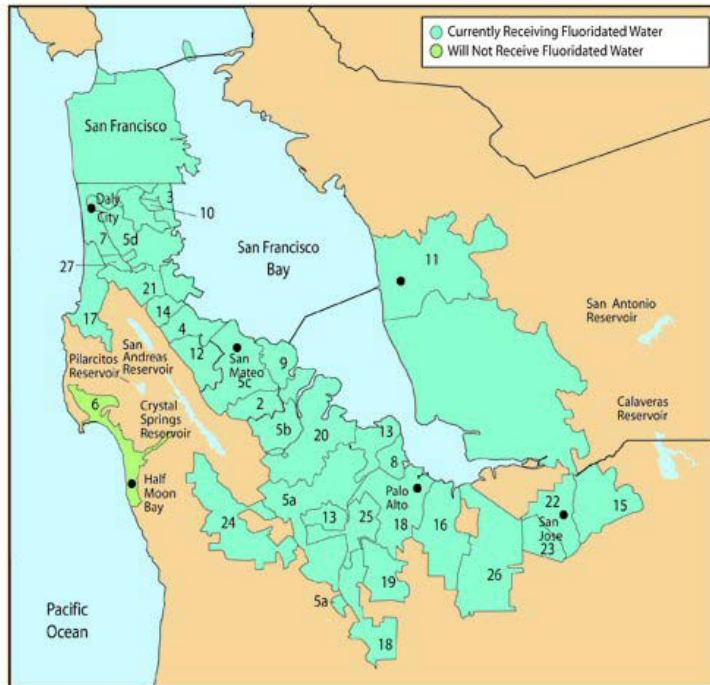 Currently Receiving Fluoridated Water
Will Not Receive Fluoridated Water
San Francisco
Daly
City
3
10
7
5d
27
San Francisco
Bay
11
21
17
14
4
12
San
Mateo
5c
9
San Antonio
Reservoir
San
Andreas
Reservoir
Pilarcitos
Reservoir
6
Crystal
Springs
Reservoir
2
5b
20
13
8
Calaveras
Reservoir
Half
Moon
Bay
5a
13
25
Palo
Alto
18
16
24
22
San
Jose
23
15
19
26
5a
18
Pacific
Ocean